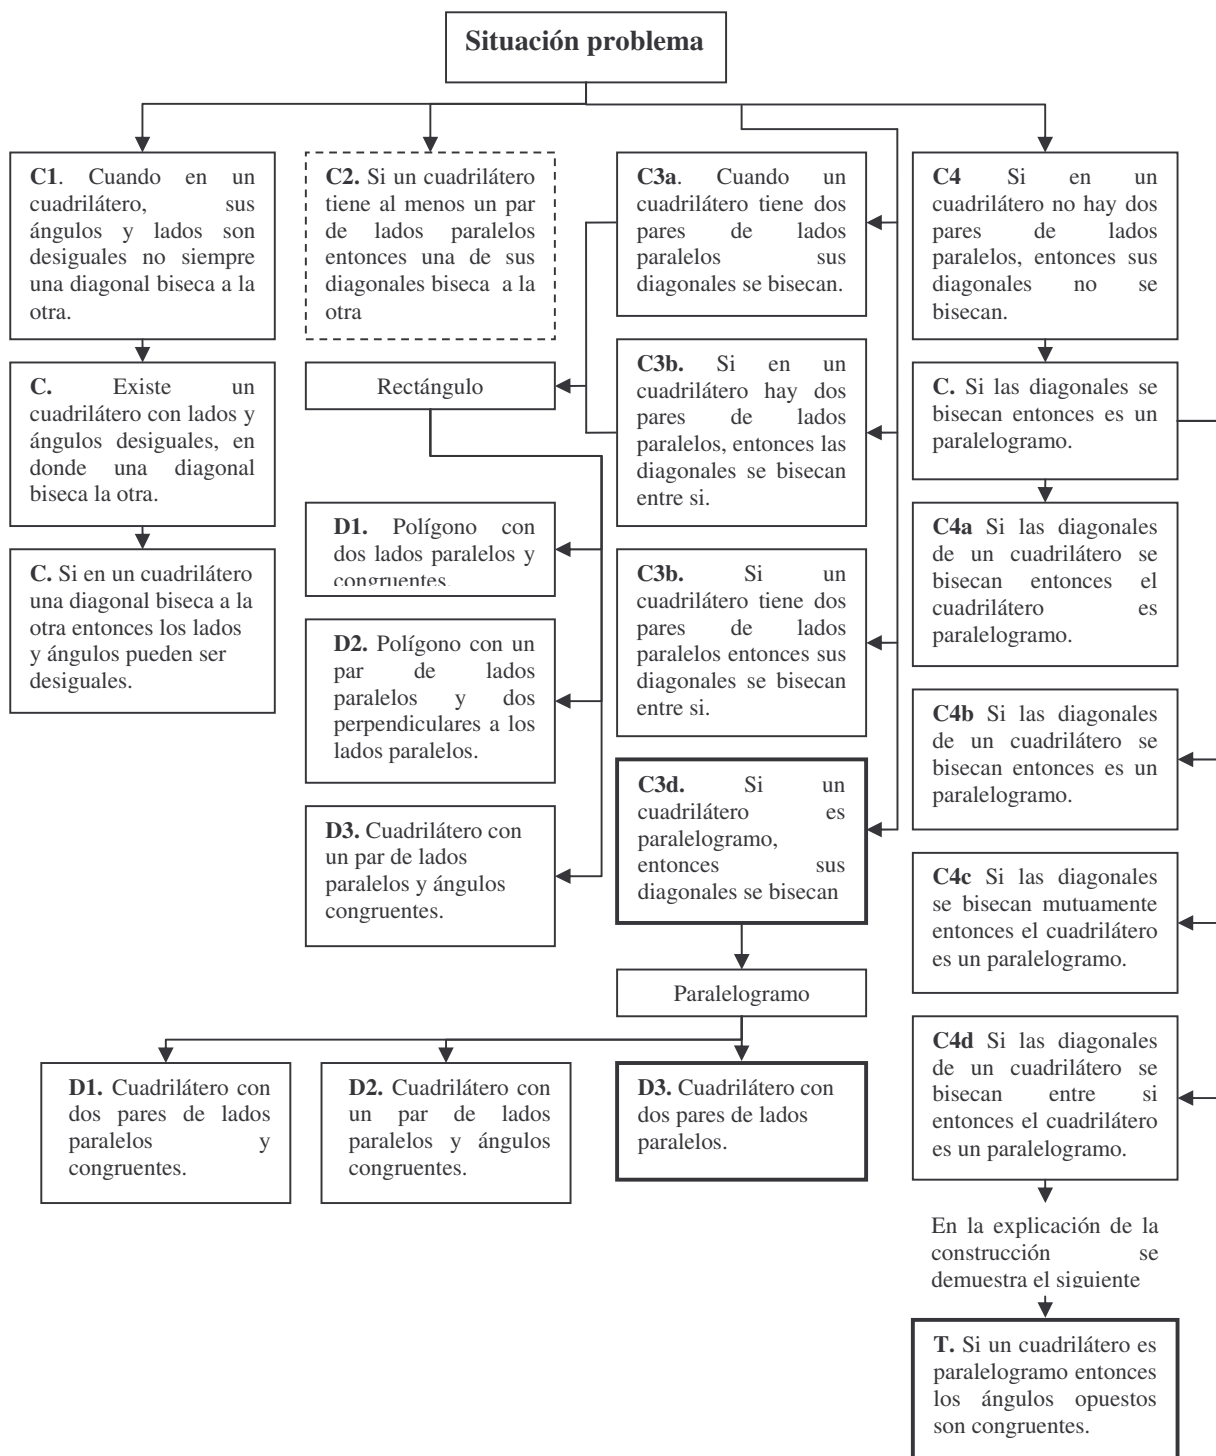 Situación problema
C1. Cuando en un
cuadrilátero, sus
ángulos y lados son
desiguales no siempre
una diagonal biseca a la
otra.
C. Existe un
cuadrilátero con lados y
ángulos desiguales, en
donde una diagonal
biseca la otra.
C. Si en un cuadrilátero
una diagonal biseca a la
otra entonces los lados
y ángulos pueden ser
desiguales.
C2. Si un cuadrilátero
tiene al menos un par
de lados paralelos
entonces una de sus
diagonales biseca a la
otra
Rectángulo
D1. Polígono con
dos lados paralelos y
congruentes.
D2. Polígono con un
par de lados
paralelos y dos
perpendiculares a los
lados paralelos.
D3. Cuadrilátero con
un par de lados
paralelos y ángulos
congruentes.
C3a. Cuando un
cuadrilátero tiene dos
pares de lados
paralelos sus
diagonales se bisecan.
C3b. Si en un
cuadrilátero hay dos
pares de lados
paralelos, entonces las
diagonales se bisecan
entre si.
C3b. Si un
cuadrilátero tiene dos
pares de lados
paralelos entonces sus
diagonales se bisecan
entre si.
C3d. Si un
cuadrilátero es
paralelogramo,
entonces sus
diagonales se bisecan
Paralelogramo
D1. Cuadrilátero con
dos pares de lados
paralelos y
congruentes.
D2. Cuadrilátero con
un par de lados
paralelos y ángulos
congruentes.
D3. Cuadrilátero con
dos pares de lados
paralelos.
C4 Si en un
cuadrilátero no hay dos
pares de lados
paralelos, entonces sus
diagonales no se
bisecan.
C. Si las diagonales se
bisecan entonces es un
paralelogramo.
C4a Si las diagonales
de un cuadrilátero se
bisecan entonces el
cuadrilátero es
paralelogramo.
C4b Si las diagonales
de un cuadrilátero se
bisecan entonces es un
paralelogramo.
C4c Si las diagonales
se bisecan mutuamente
entonces el cuadrilátero
es un paralelogramo.
C4d Si las diagonales
de un cuadrilátero se
bisecan entre si
entonces el cuadrilátero
es un paralelogramo.
En la explicación de la
construcción se
demuestra el siguiente
T. Si un cuadrilátero es
paralelogramo entonces
los ángulos opuestos
son congruentes.